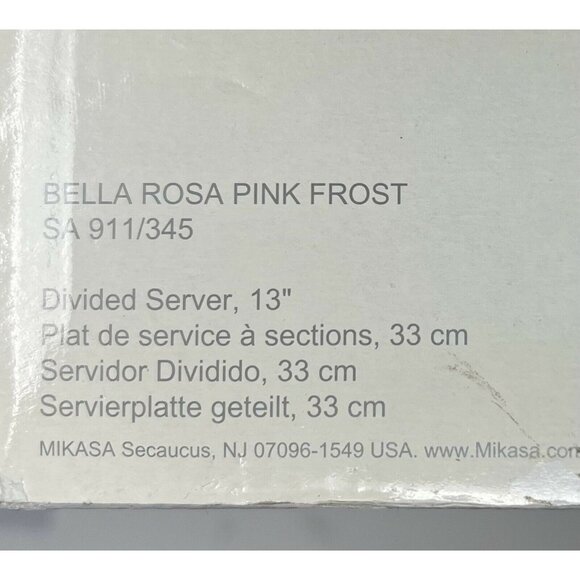 BELLA ROSA PINK FROST
SA 911/345
Divided Server, 13"
Plat de service à sections, 33 cm
Servidor Dividido, 33 cm
Servierplatte geteilt, 33 cm
MIKASA Secaucus, NJ 07096-1549 USA. www.Mikasa.com